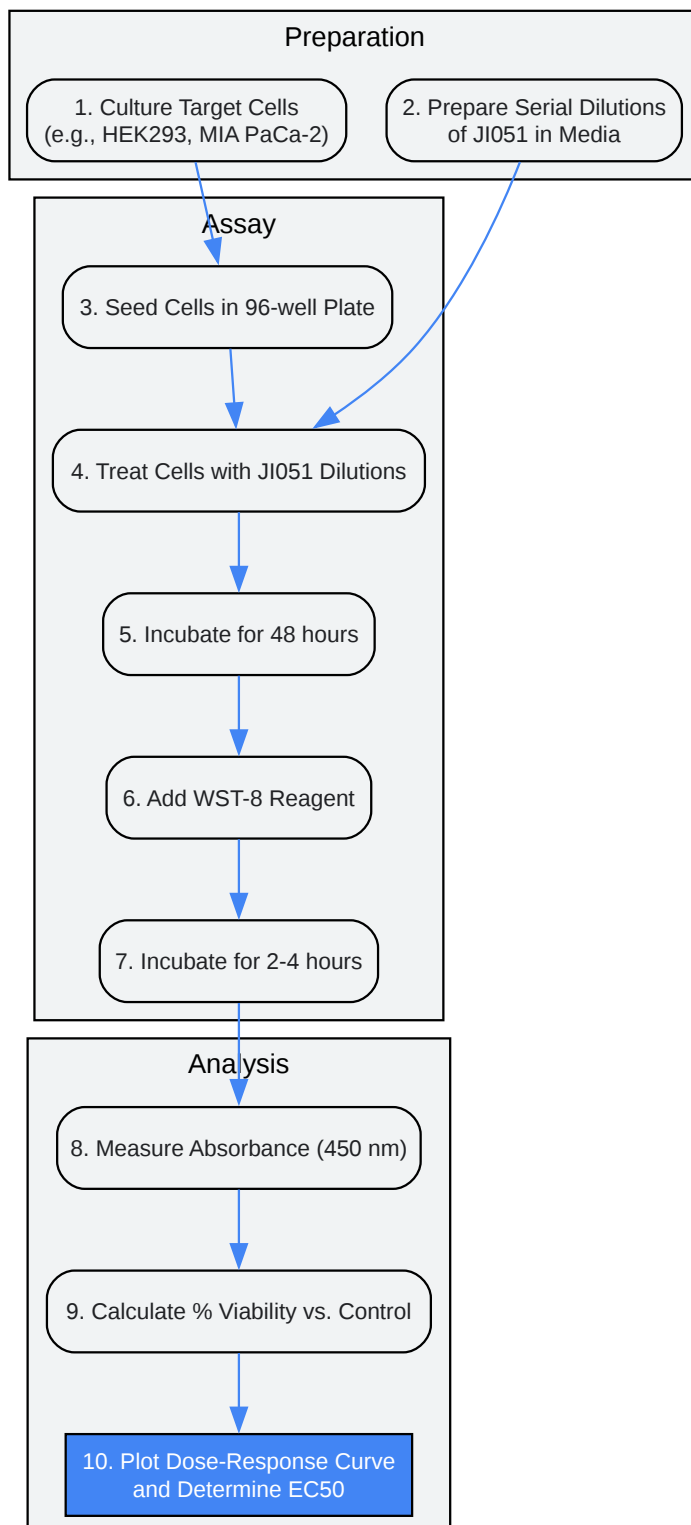 Preparation
1. Culture Target Cells
(e.g., HEK293, MIA PaCa-2)
2. Prepare Serial Dilutions
of JI051 in Media
Assay
3. Seed Cells in 96-well Plate
4. Treat Cells with JI051 Dilutions
5. Incubate for 48 hours
6. Add WST-8 Reagent
7. Incubate for 2-4 hours
Analysis
8. Measure Absorbance (450 nm)
9. Calculate % Viability vs. Control
10. Plot Dose-Response Curve
and Determine EC50